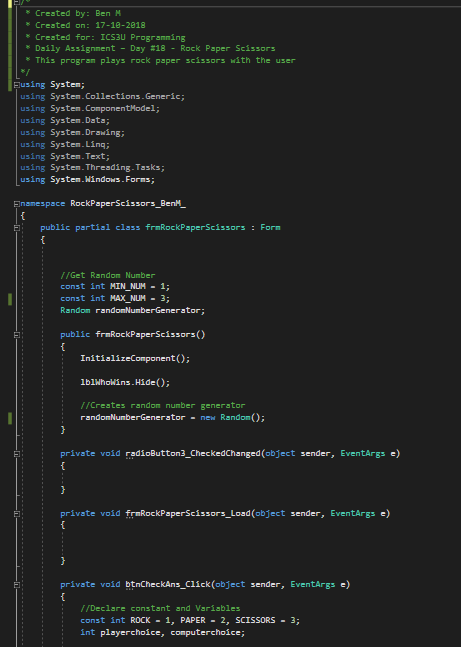 /*
* Created by: Ben M
* Created on: 17-10-2018
* Created for: ICS3U Programming
* Daily Assignment – Day #18 - Rock Paper Scissors
* This program plays rock paper scissors with the user
*/
using System;
using System.Collections.Generic;
using System.ComponentModel;
using System.Data;
using System.Drawing;
using System.Linq;
using System.Text;
using System.Threading.Tasks;
using System.Windows.Forms;
namespace RockPaperScissors_BenM_
{
public partial class frmRockPaperScissors : Form
{
//Get Random Number
const int MIN_NUM = 1;
const int MAX_NUM = 3;
Random randomNumberGenerator;
public frmRockPaperScissors()
{
InitializeComponent();
lblWhoWins.Hide();
//Creates random number generator
randomNumberGenerator = new Random();
}
private void radioButton3_CheckedChanged(object sender, EventArgs e)
{
}
private void frmRockPaperScissors_Load(object sender, EventArgs e)
{
}
private void btnCheckAns_Click(object sender, EventArgs e)
{
//Declare constant and Variables
const int ROCK = 1, PAPER = 2, SCISSORS = 3;
int playerchoice, computerchoice;